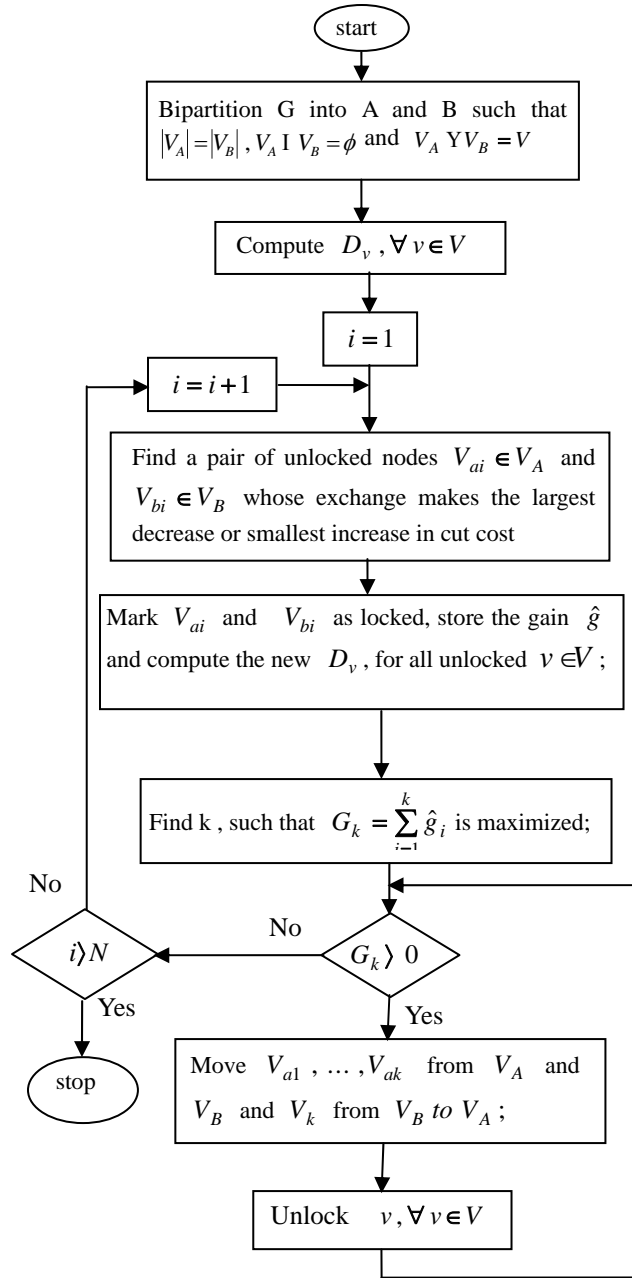 start
Bipartition G into A and B such that
|V_A| = |V_B| , V_A I V_B = ϕ and V_A Y V_B = V
Compute D_v , ∀ v ∈ V
i = 1
i = i + 1
Find a pair of unlocked nodes V_ai ∈ V_A and
V_bi ∈ V_B whose exchange makes the largest
decrease or smallest increase in cut cost
Mark V_ai and V_bi as locked, store the gain ĝ
and compute the new D_v , for all unlocked v ∈ V ;
Find k , such that G_k = ∑_{i=1}^{k} ĝ_i is maximized;
No
i⟩N
No
G_k ⟩ 0
Yes
Yes
stop
Move V_a1 , … , V_ak from V_A and
V_B and V_k from V_B to V_A ;
Unlock v , ∀ v ∈ V